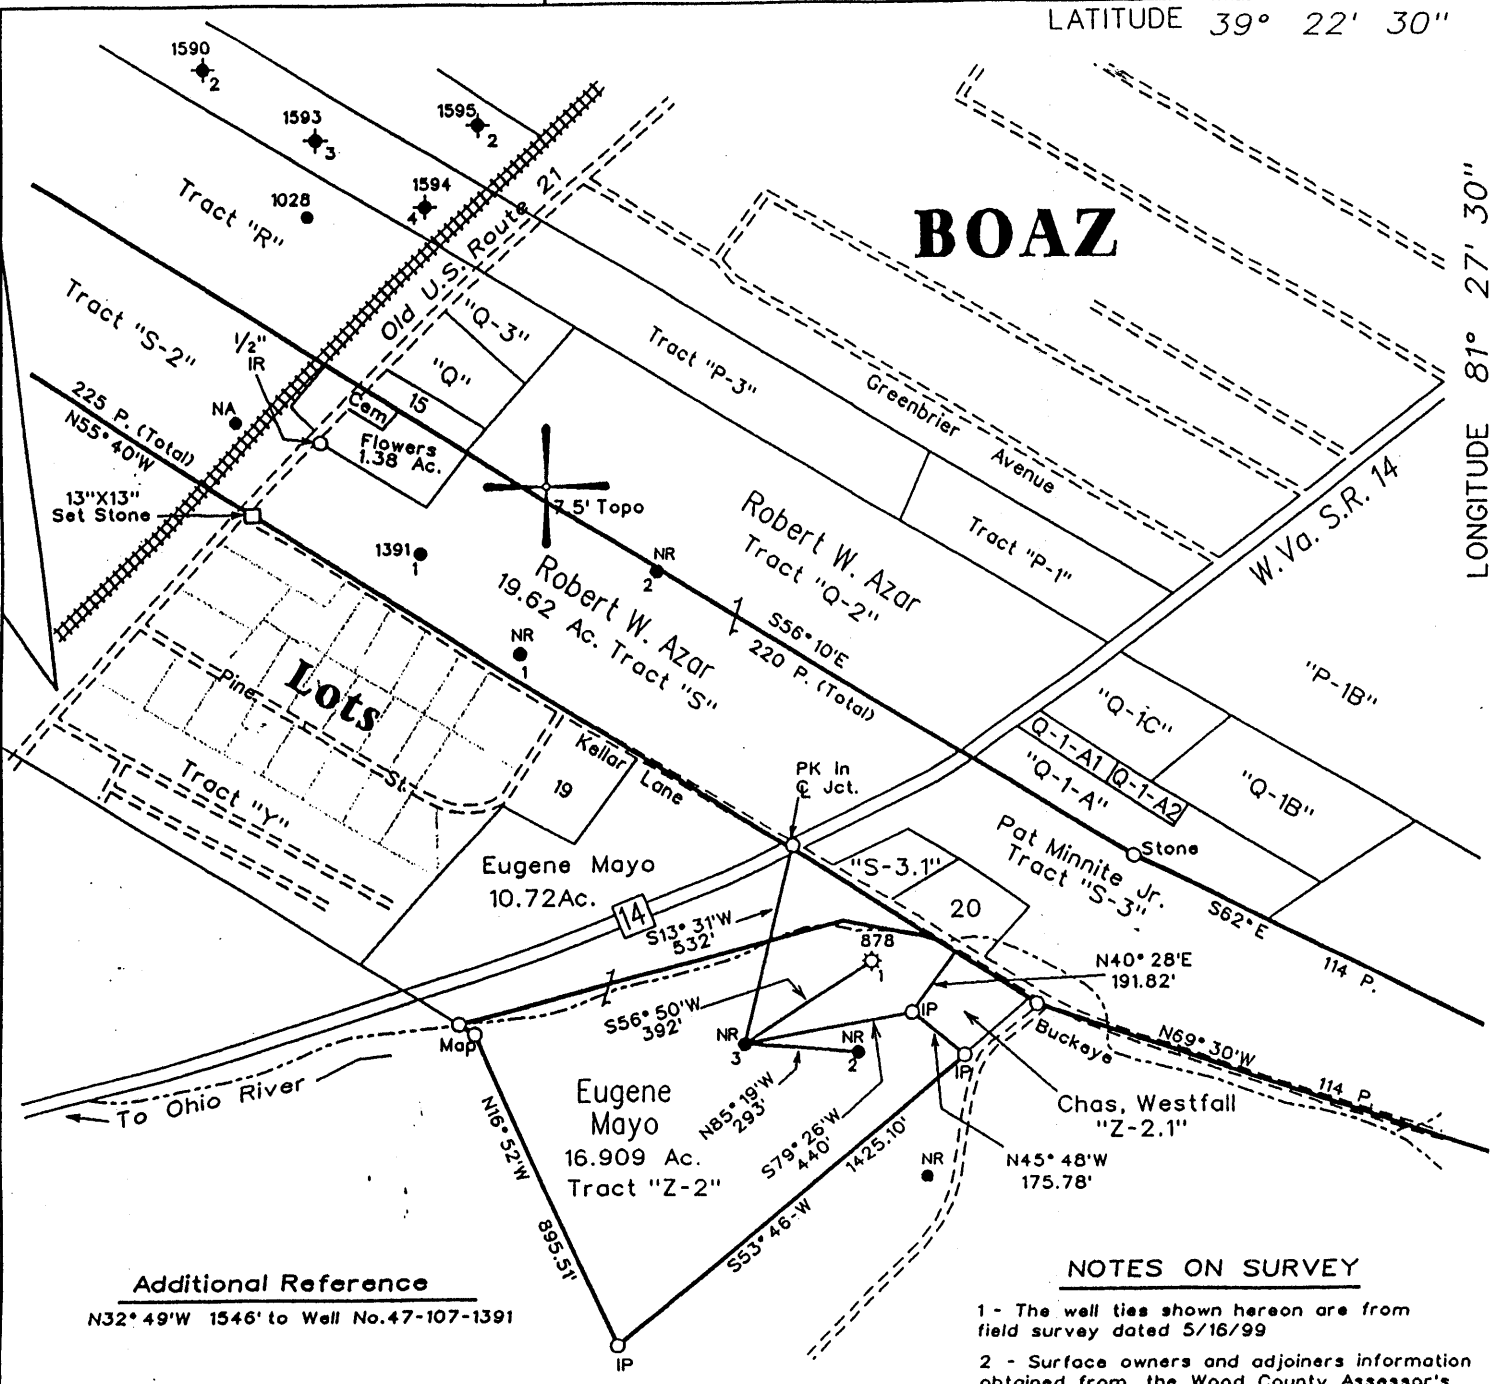 LATITUDE 39° 22' 30"
LONGITUDE 81° 27' 30"
1590
2
1593
3
1595
2
1594
4
1028
Tract "R"
Old U.S. Route 21
BOAZ
Tract "S-2"
1/2"
IR
"Q-3"
"Q"
15
Cem
Flowers
1.38 Ac.
Tract "P-3"
Greenbrier
Avenue
NA
225 P. (Total)
N55° 40'W
13"X13"
Set Stone
7.5' Topo
1391
1
NR
2
Robert W. Azar
Tract "Q-2"
Tract "P-1"
W.Va. S.R. 14
Robert W. Azar
19.62 Ac. Tract "S"
S56° 10'E
220 P. (Total)
NR
1
Lots
Pine
St.
Tract "Y"
Kellar
Lane
19
"P-1B"
"Q-1C"
Q-1-A1
Q-1-A2
"Q-1-A"
"Q-1B"
PK In
℄ Jct.
Stone
Pat Minnite Jr.
Tract "S-3"
S62° E
114 P.
Eugene Mayo
10.72Ac.
14
"S-3.1"
20
S13° 31'W
532'
878
1
N40° 28'E
191.82'
S56° 50'W
392'
NR
3
NR
2
IP
IP
Map
Buckeye
N69° 30'W
114 P.
To Ohio River
Eugene
Mayo
16.909 Ac.
Tract "Z-2"
N85° 19'W
293'
S79° 26'W
440'
Chas, Westfall
"Z-2.1"
N45° 48'W
175.78'
NR
N16° 52'W
895.51'
1425.10'
S53° 46-W
IP
Additional Reference
N32° 49'W 1546' to Well No.47-107-1391
NOTES ON SURVEY
1 - The well ties shown hereon are from
field survey dated 5/16/99
2 - Surface owners and adjoiners information
obtained from the Wood County Assessor's